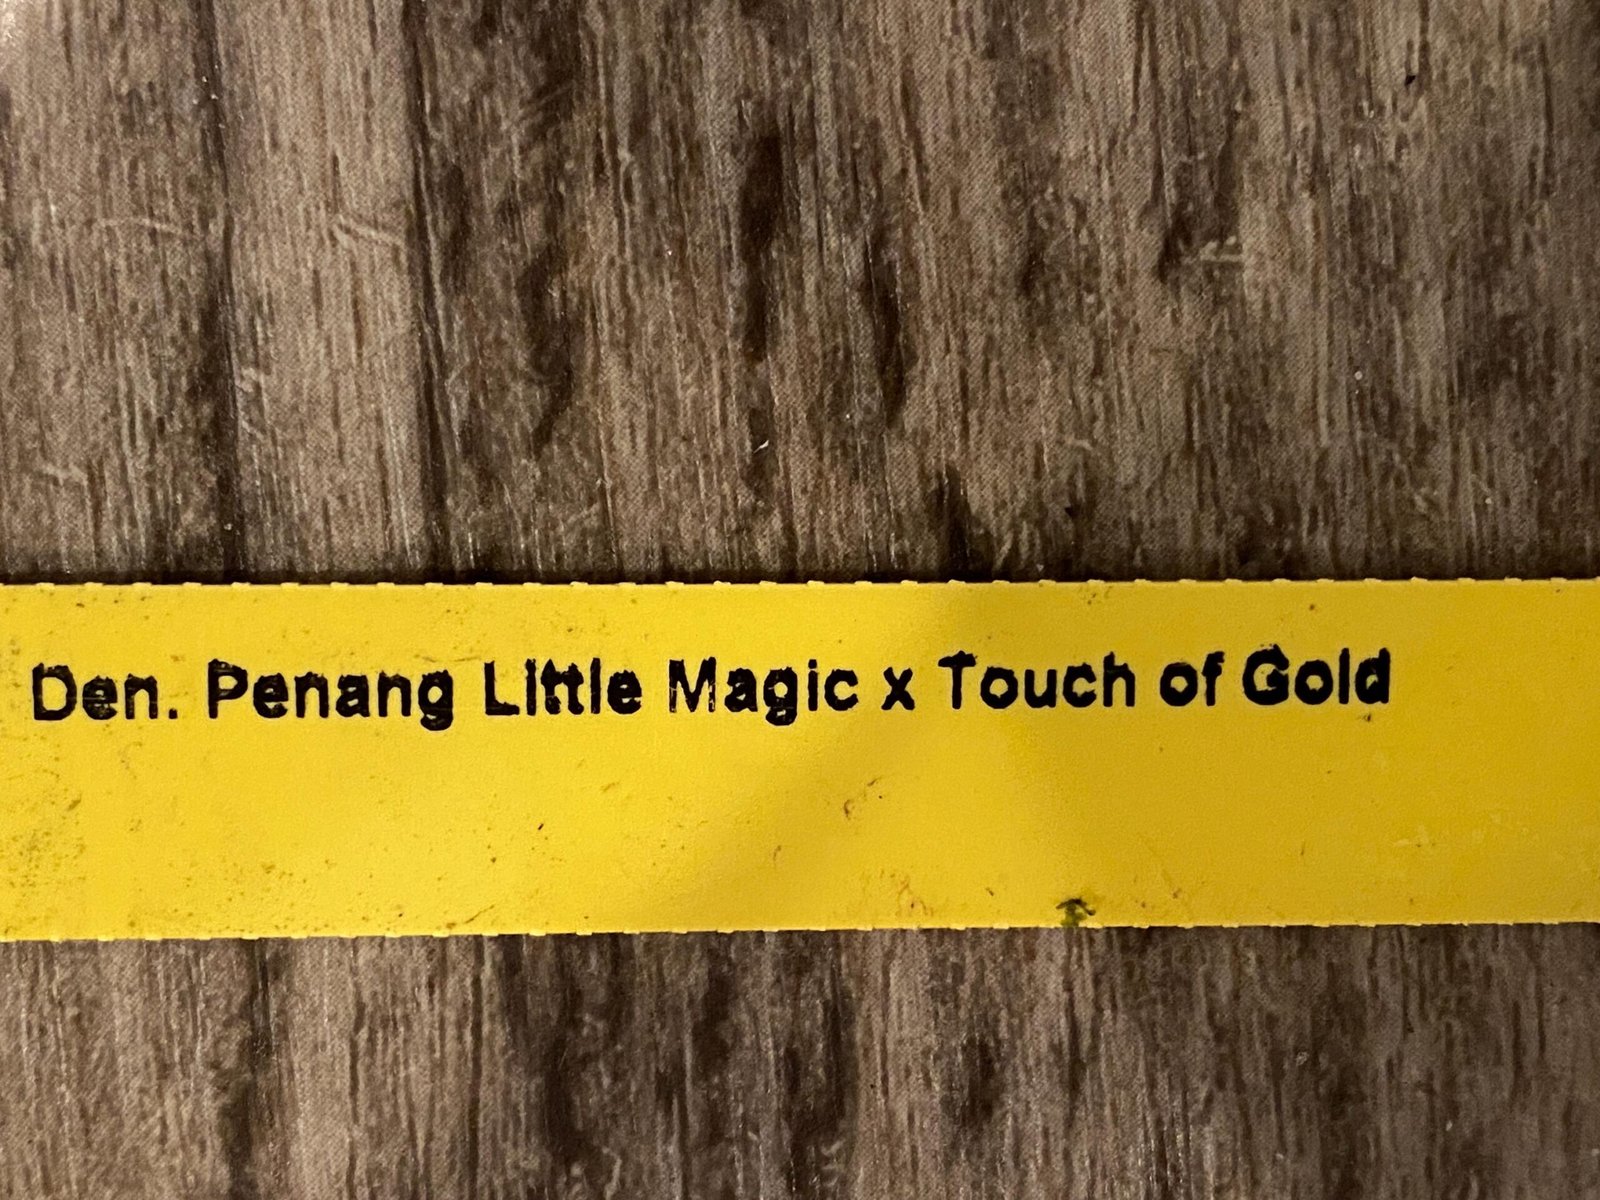 Den. Penang Little Magic x Touch of Gold